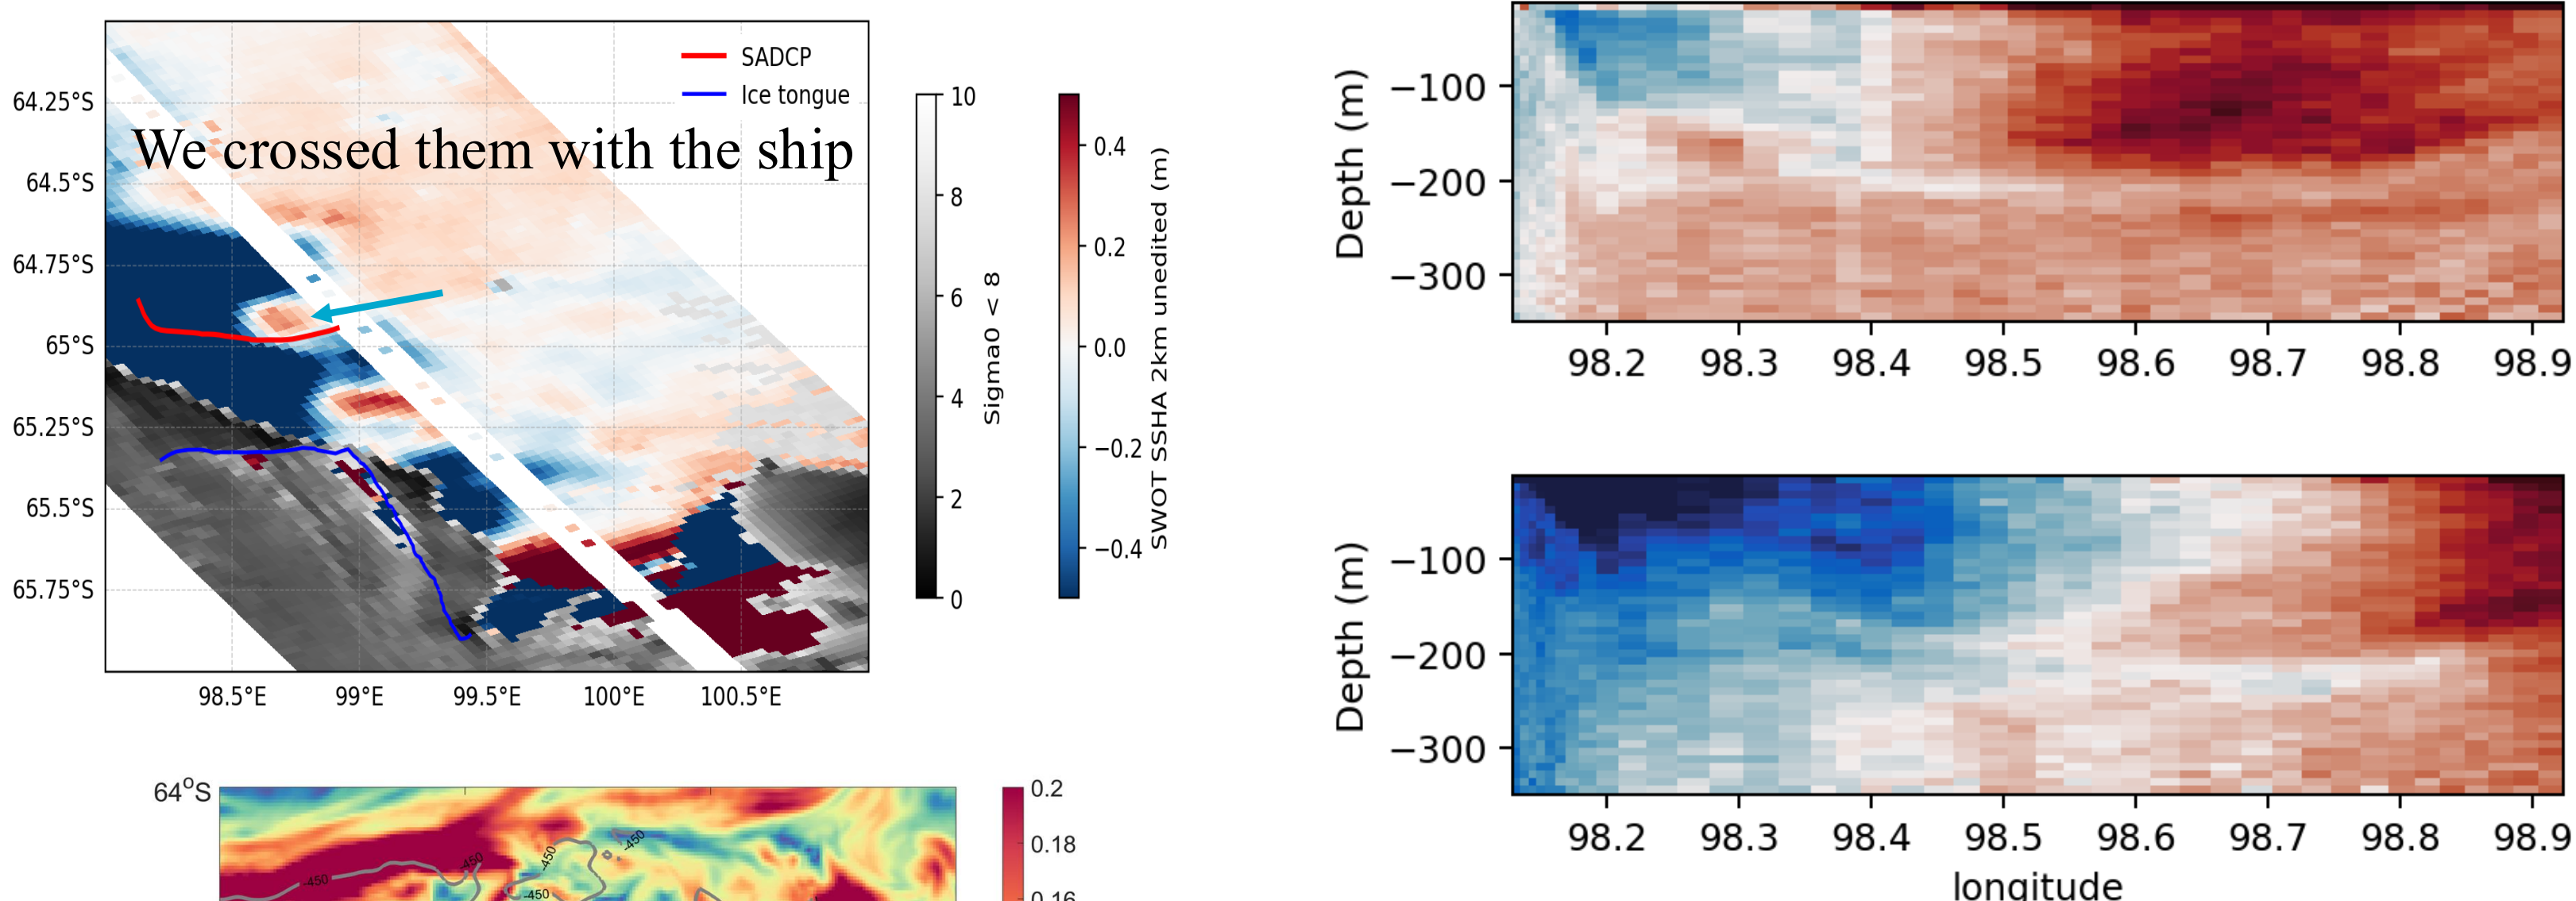 SADCP
Ice tongue
We crossed them with the ship
64.25°S
64.5°S
64.75°S
65°S
65.25°S
65.5°S
65.75°S
98.5°E 99°E 99.5°E 100°E 100.5°E
10
8
6
4
2
0
Sigma0 < 8
0.4
0.2
0.0
−0.2
−0.4
SWOT SSHA 2km unedited (m)
64°S
-450
-450
-450
-450
-450
0.2
0.18
0.16
Depth (m)
−100
−200
−300
98.2 98.3 98.4 98.5 98.6 98.7 98.8 98.9
Depth (m)
−100
−200
−300
98.2 98.3 98.4 98.5 98.6 98.7 98.8 98.9
longitude